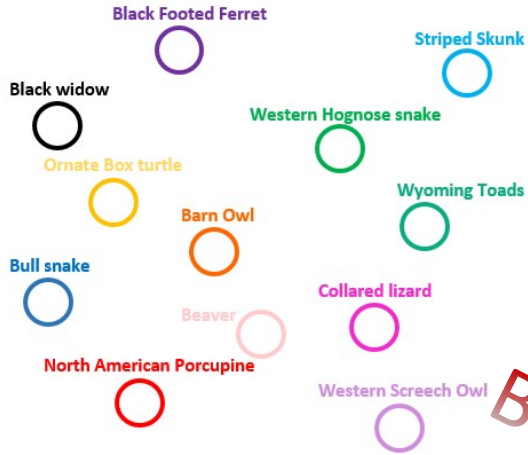 Black Footed Ferret
Striped Skunk
Black widow
Western Hognose snake
Ornate Box turtle
Wyoming Toads
Barn Owl
Bull snake
Collared lizard
Beaver
North American Porcupine
Western Screech Owl
B